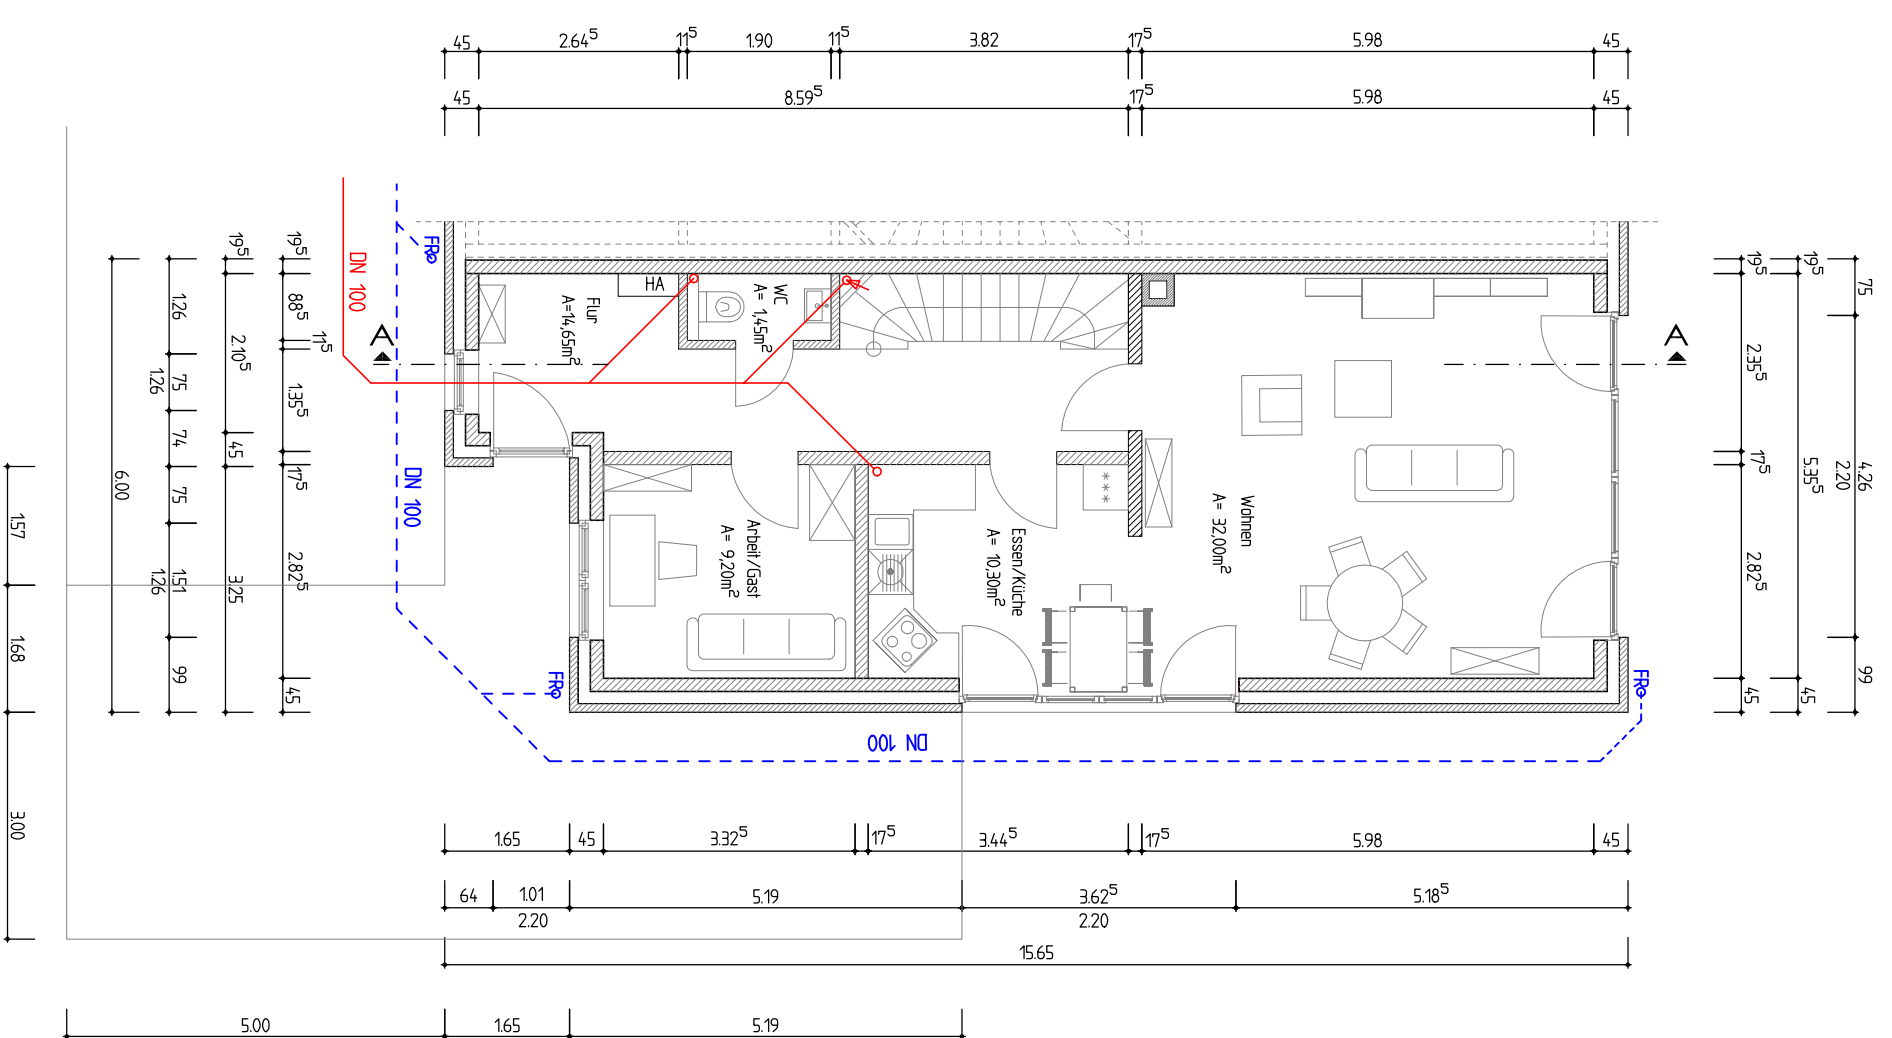 45 2.64⁵ 11⁵ 1.90 11⁵ 3.82 17⁵ 5.98 45
45 8.59⁵ 17⁵ 5.98 45
19⁵ 88⁵ 11⁵ 1.35⁵ 17⁵ 2.82⁵ 45
19⁵ 2.10⁵ 45 3.25
1.26 75 74 75 1.51 99
1.26 1.26
6.00
1.57 1.68 3.00
DN 100
FR
DN 100
A
HA
Flur
A=14,65m²
WC
A= 1,45m²
Wohnen
A= 32,00m²
Essen/Küche
A= 10,30m²
Arbeit/Gast
A= 9,20m²
***
A
FR
FR
DN 100
19⁵ 2.35⁵ 17⁵ 2.82⁵ 45
19⁵ 5.35⁵ 45
75 4.26 99
2.20
1.65 45 3.32⁵ 17⁵ 3.44⁵ 17⁵ 5.98 45
64 1.01 5.19 3.62⁵ 5.18⁵
2.20 2.20
15.65
5.00 1.65 5.19